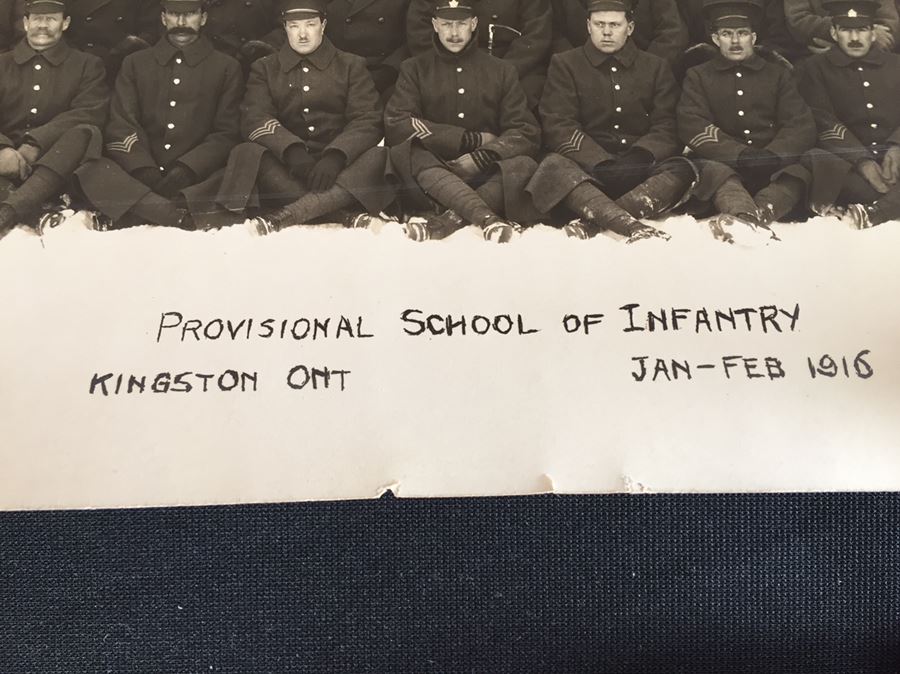 PROVISIONAL SCHOOL OF INFANTRY
KINGSTON ONT JAN-FEB 1916